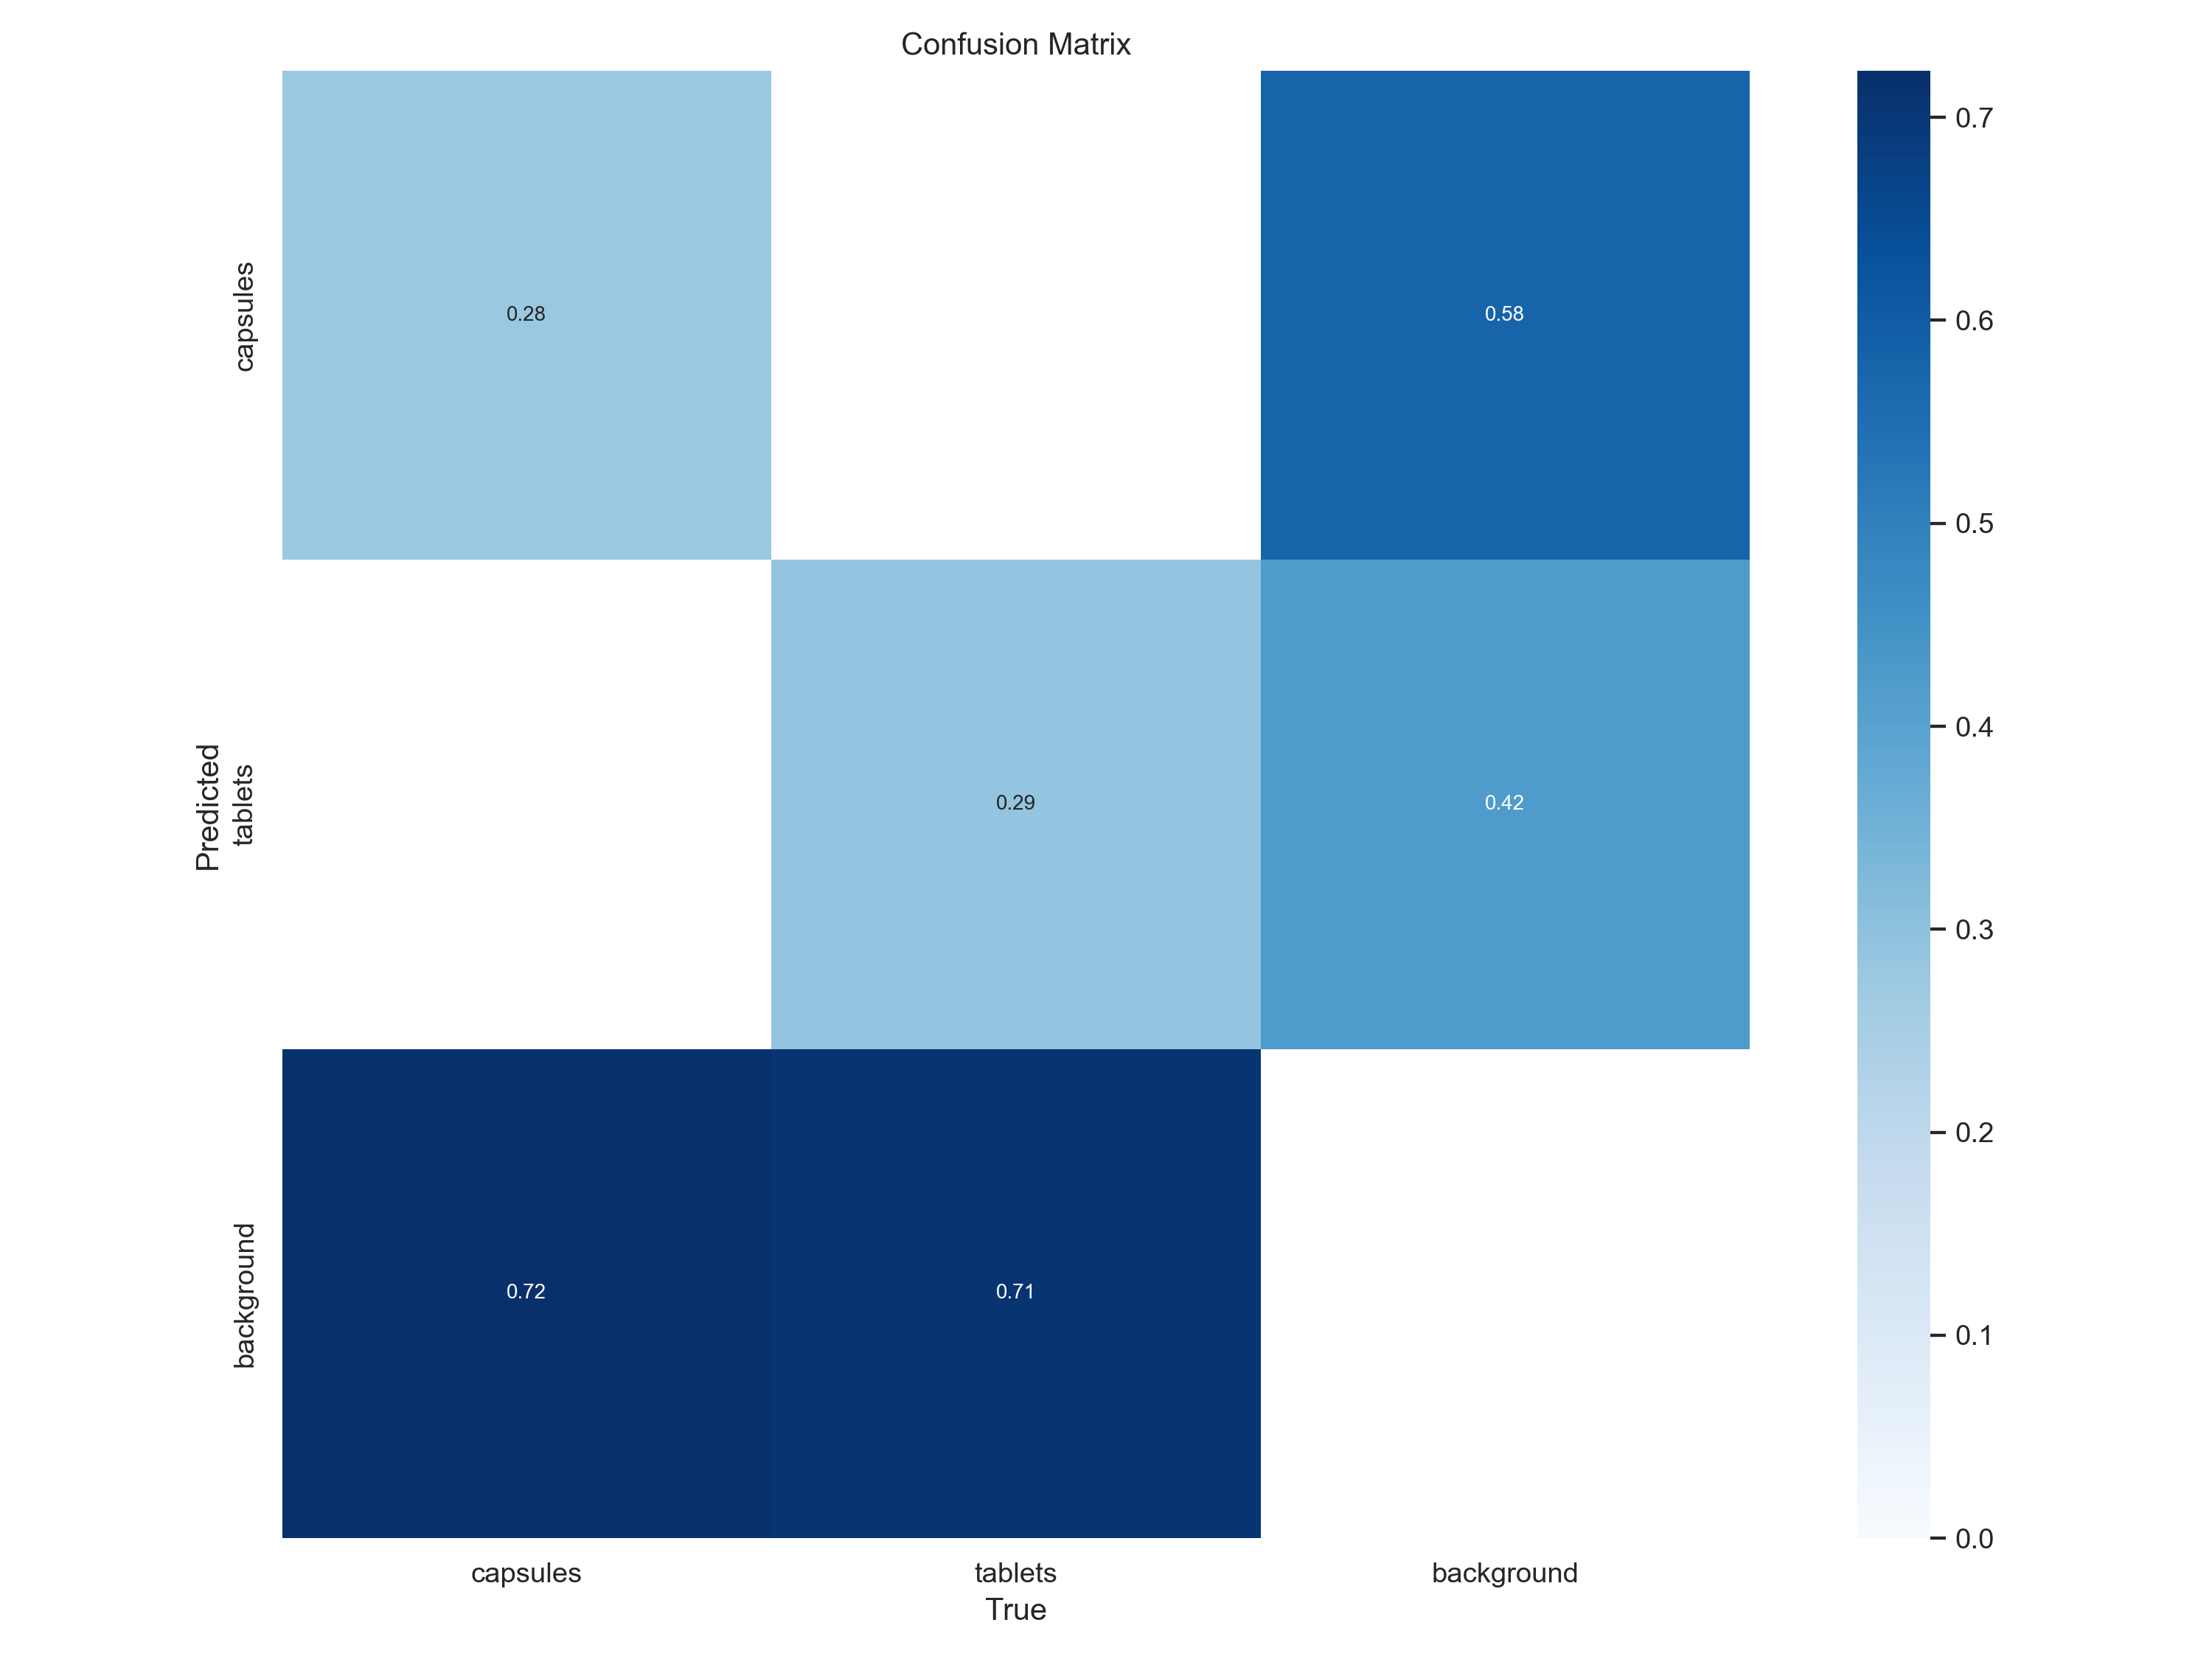 Confusion Matrix
capsules
0.28
0.58
Predicted
tablets
0.29
0.42
background
0.72
0.71
capsules
tablets
background
True
0.7
0.6
0.5
0.4
0.3
0.2
0.1
0.0